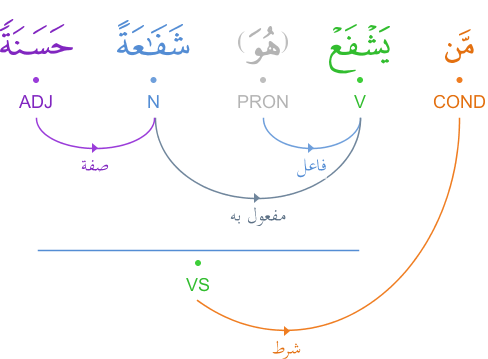 مَّن يَشْفَعْ (هُوَ) شَفَـٰعَةً حَسَنَةً
COND V PRON N ADJ
فاعل صفة
مفعول به
VS
شرط